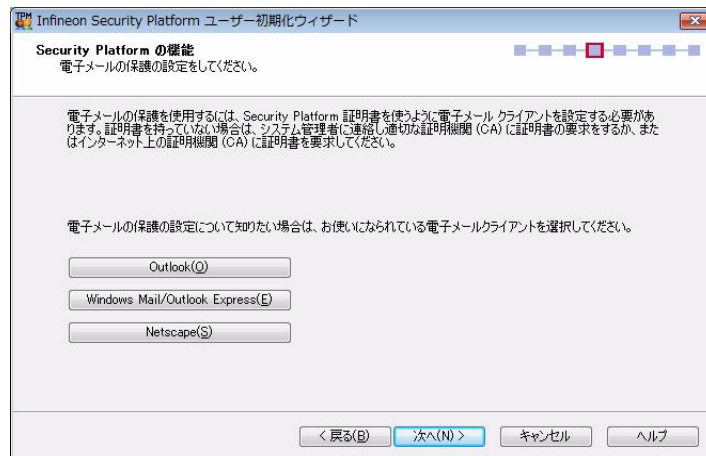 TPM
Infineon Security Platform ユーザー初期化ウィザード
Security Platform の機能
電子メールの保護の設定をしてください。
電子メールの保護を使用するには、Security Platform 証明書を使うように電子メール クライアントを設定する必要があ
ります。証明書を持っていない場合は、システム管理者に連絡し適切な証明機関 (CA) に証明書の要求をするか、また
はインターネット上の証明機関 (CA) に証明書を要求してください。
電子メールの保護の設定について知りたい場合は、お使いになられている電子メールクライアントを選択してください。
Outlook(O)
Windows Mail/Outlook Express(E)
Netscape(S)
< 戻る(B)
次へ(N) >
キャンセル
ヘルプ